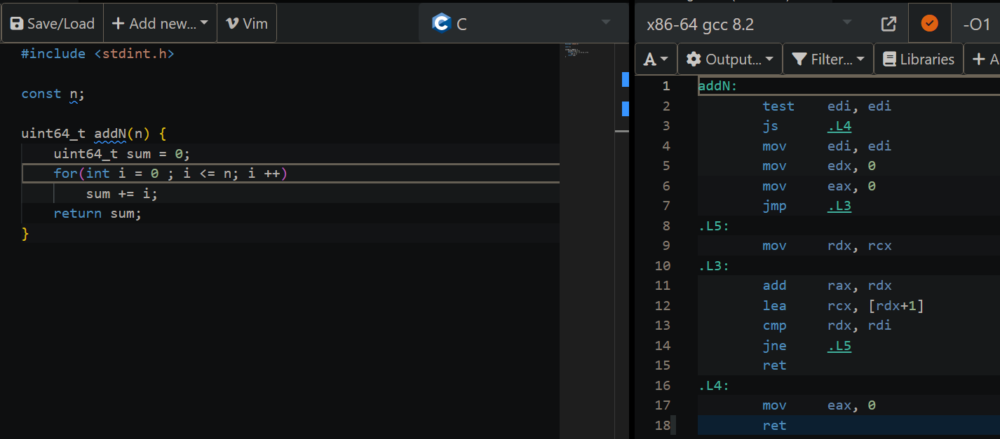 Save/Load + Add new... Vim C
#include <stdint.h>
const n;
uint64_t addN(n) {
uint64_t sum = 0;
for(int i = 0 ; i <= n; i ++)
sum += i;
return sum;
}
x86-64 gcc 8.2 -O1
A Output... Filter... Libraries + A
1 addN:
2 test edi, edi
3 js .L4
4 mov edi, edi
5 mov edx, 0
6 mov eax, 0
7 jmp .L3
8 .L5:
9 mov rdx, rcx
10 .L3:
11 add rax, rdx
12 lea rcx, [rdx+1]
13 cmp rdx, rdi
14 jne .L5
15 ret
16 .L4:
17 mov eax, 0
18 ret